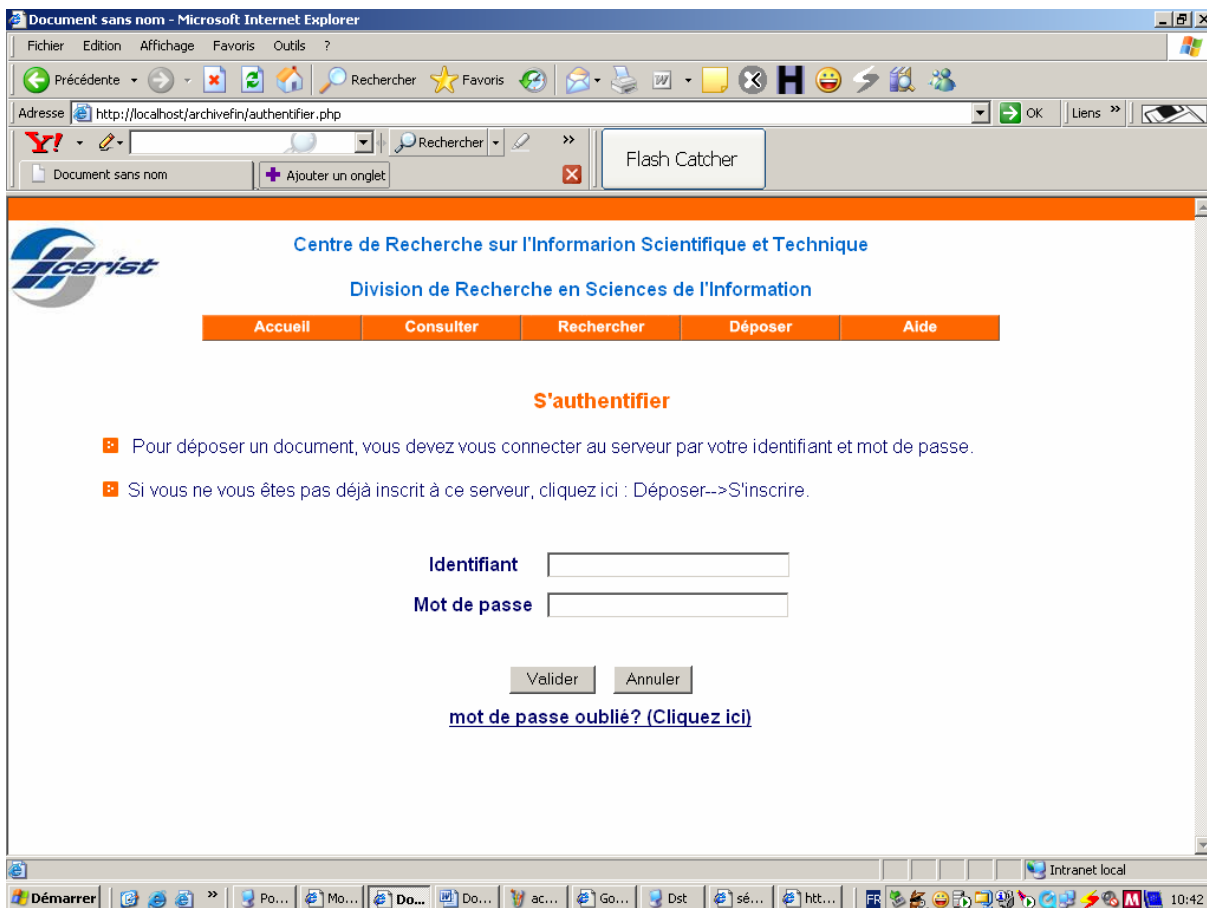 Document sans nom - Microsoft Internet Explorer
Fichier Edition Affichage Favoris Outils ?
Précédente Rechercher Favoris
Adresse http://localhost/archivefin/authentifier.php OK Liens »
Y! Rechercher » Flash Catcher
Document sans nom Ajouter un onglet
cerist
Centre de Recherche sur l'Informarion Scientifique et Technique
Division de Recherche en Sciences de l'Information
Accueil Consulter Rechercher Déposer Aide
S'authentifier
Pour déposer un document, vous devez vous connecter au serveur par votre identifiant et mot de passe.
Si vous ne vous êtes pas déjà inscrit à ce serveur, cliquez ici : Déposer-->S'inscrire.
Identifiant
Mot de passe
Valider Annuler
mot de passe oublié? (Cliquez ici)
Intranet local
Démarrer » Po... Mo... Do... Do... ac... Go... Dst sé... htt... FR 10:42